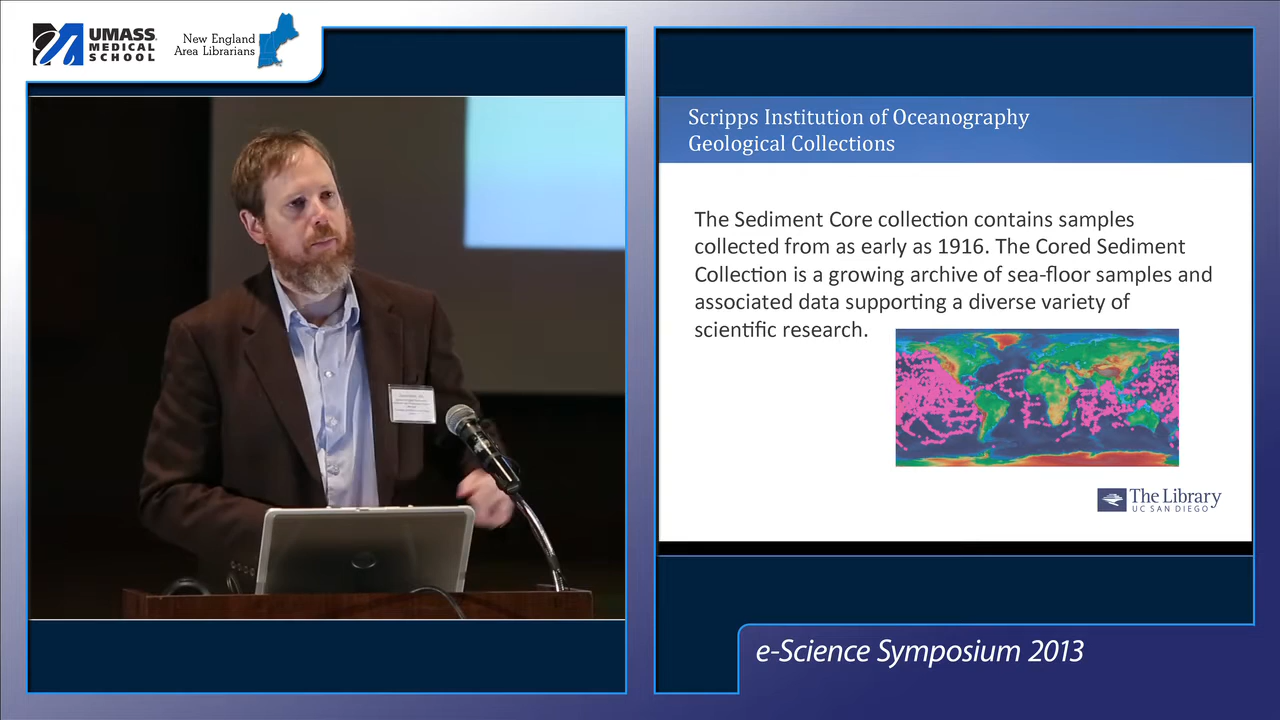 UMASS
MEDICAL
SCHOOL
New England
Area Librarians
Scripps Institution of Oceanography
Geological Collections
The Sediment Core collection contains samples
collected from as early as 1916. The Cored Sediment
Collection is a growing archive of sea-floor samples and
associated data supporting a diverse variety of
scientific research.
The Library
UC SAN DIEGO
e-Science Symposium 2013